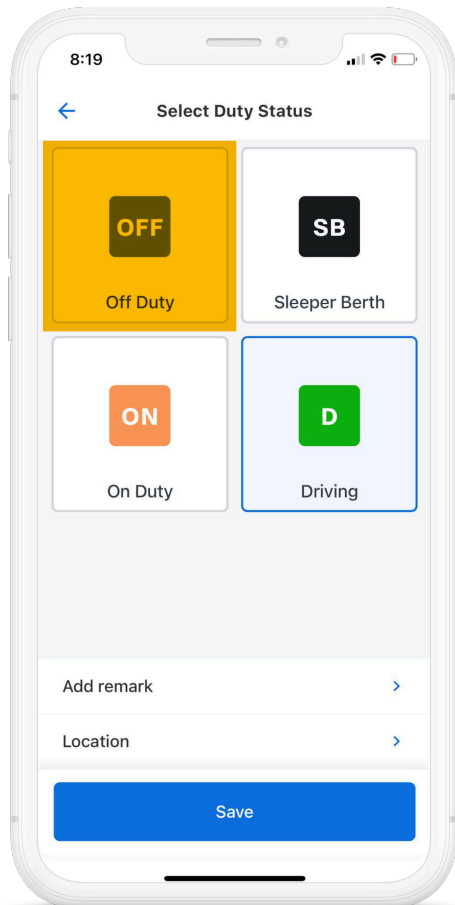 8:19
Select Duty Status
OFF
SB
Off Duty
Sleeper Berth
ON
D
On Duty
Driving
Add remark
Location
Save